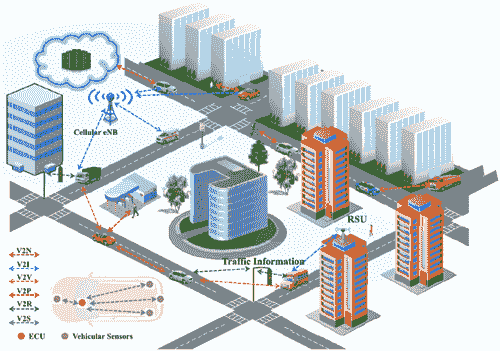 Cellular eNB
RSU
Traffic Information
V2N
V2I
V2V
V2P
V2R
V2S
ECU
Vehicular Sensors